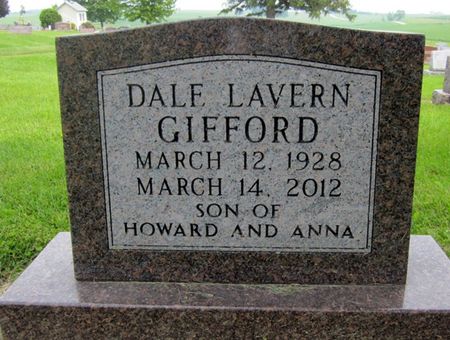 DALE LAVERN
GIFFORD
MARCH 12, 1928
MARCH 14, 2012
SON OF
HOWARD AND ANNA